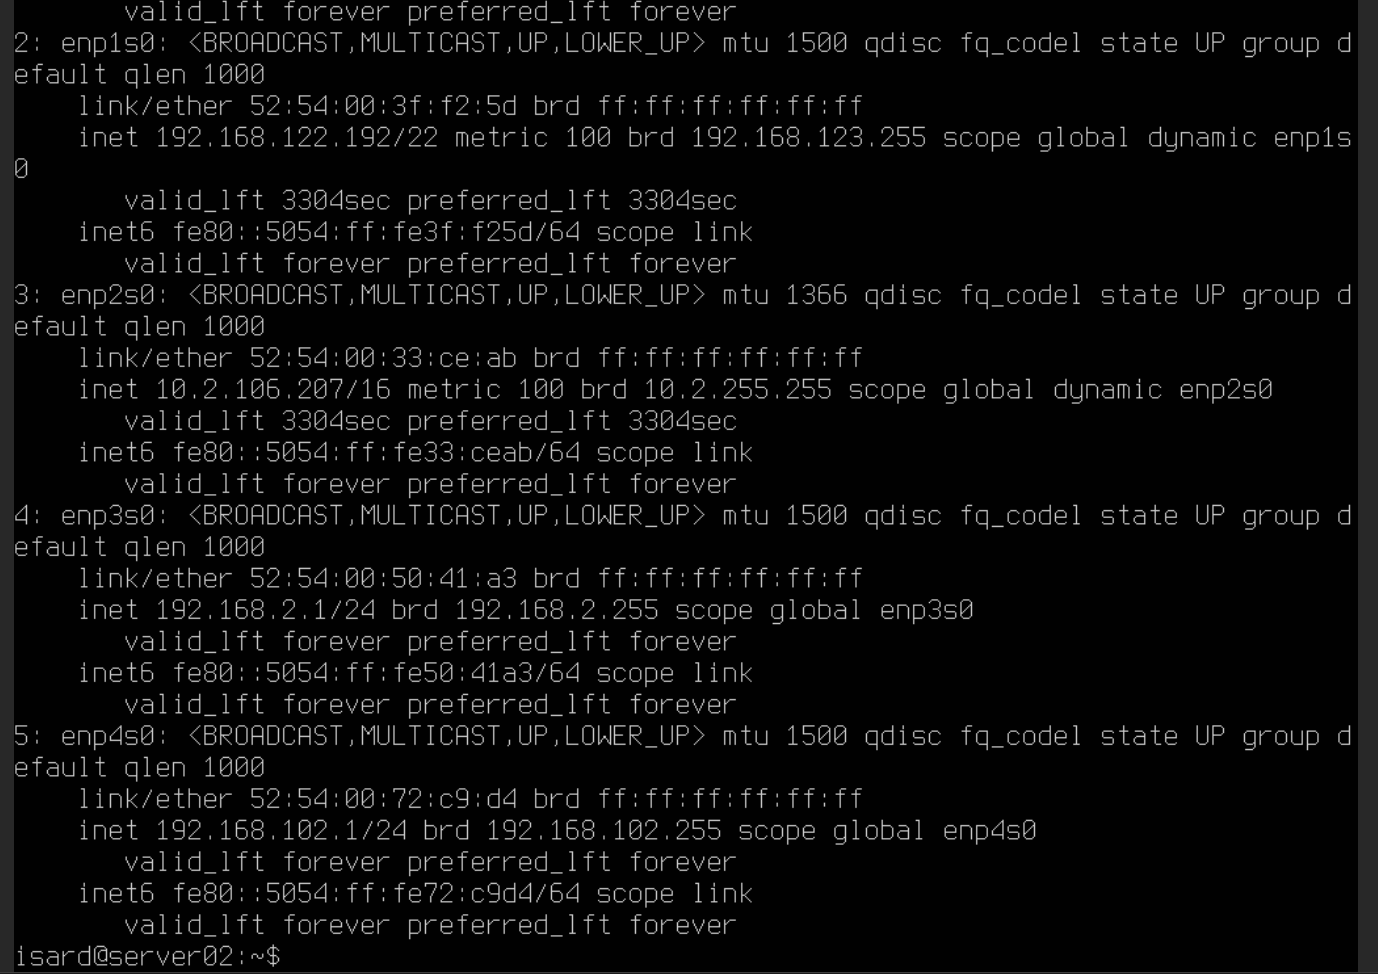 valid_lft forever preferred_lft forever
2: enp1s0: <BROADCAST,MULTICAST,UP,LOWER_UP> mtu 1500 qdisc fq_codel state UP group d
efault qlen 1000
link/ether 52:54:00:3f:f2:5d brd ff:ff:ff:ff:ff:ff
inet 192.168.122.192/22 metric 100 brd 192.168.123.255 scope global dynamic enp1s
0
valid_lft 3304sec preferred_lft 3304sec
inet6 fe80::5054:ff:fe3f:f25d/64 scope link
valid_lft forever preferred_lft forever
3: enp2s0: <BROADCAST,MULTICAST,UP,LOWER_UP> mtu 1366 qdisc fq_codel state UP group d
efault qlen 1000
link/ether 52:54:00:33:ce:ab brd ff:ff:ff:ff:ff:ff
inet 10.2.106.207/16 metric 100 brd 10.2.255.255 scope global dynamic enp2s0
valid_lft 3304sec preferred_lft 3304sec
inet6 fe80::5054:ff:fe33:ceab/64 scope link
valid_lft forever preferred_lft forever
4: enp3s0: <BROADCAST,MULTICAST,UP,LOWER_UP> mtu 1500 qdisc fq_codel state UP group d
efault qlen 1000
link/ether 52:54:00:50:41:a3 brd ff:ff:ff:ff:ff:ff
inet 192.168.2.1/24 brd 192.168.2.255 scope global enp3s0
valid_lft forever preferred_lft forever
inet6 fe80::5054:ff:fe50:41a3/64 scope link
valid_lft forever preferred_lft forever
5: enp4s0: <BROADCAST,MULTICAST,UP,LOWER_UP> mtu 1500 qdisc fq_codel state UP group d
efault qlen 1000
link/ether 52:54:00:72:c9:d4 brd ff:ff:ff:ff:ff:ff
inet 192.168.102.1/24 brd 192.168.102.255 scope global enp4s0
valid_lft forever preferred_lft forever
inet6 fe80::5054:ff:fe72:c9d4/64 scope link
valid_lft forever preferred_lft forever
isard@server02:~$